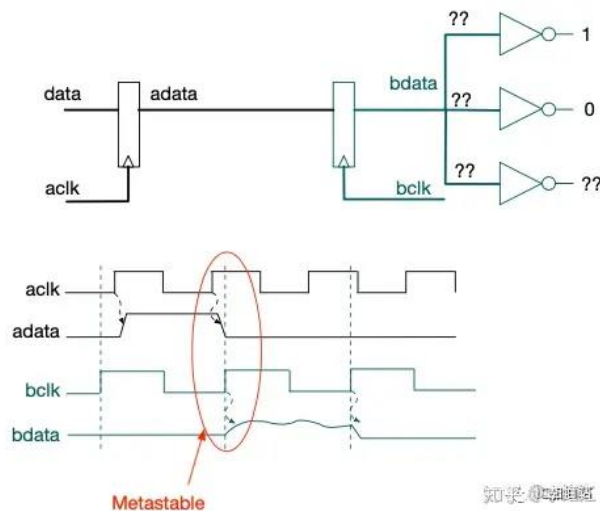 ??
1
data
adata
bdata
??
0
aclk
bclk
??
??
aclk
adata
bclk
bdata
Metastable
知乎